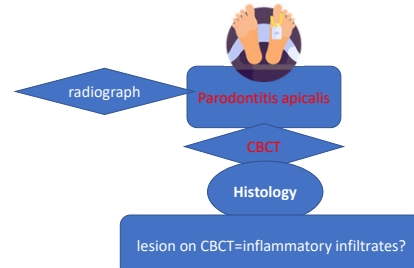 radiograph
Parodontitis apicalis
CBCT
Histology
lesion on CBCT=inflammatory infiltrates?